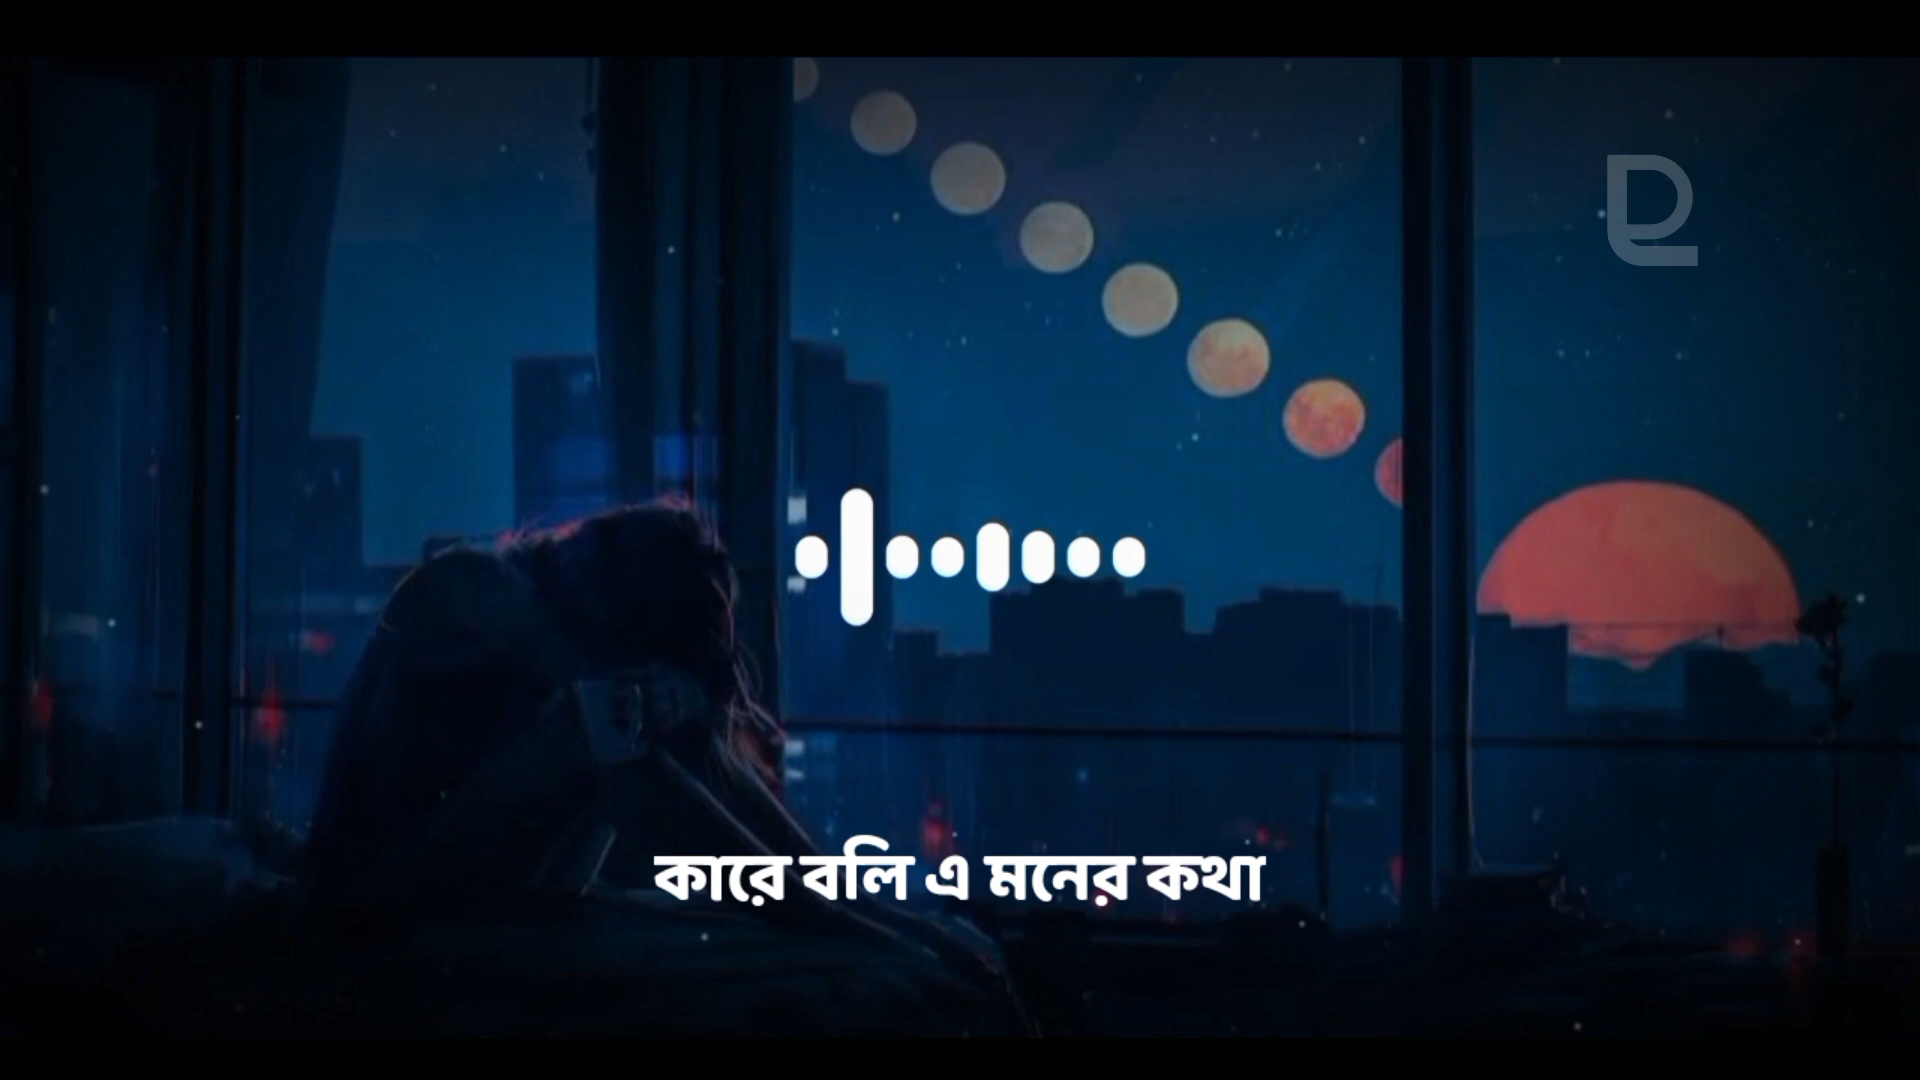 কারে বলি এ মনের কথা